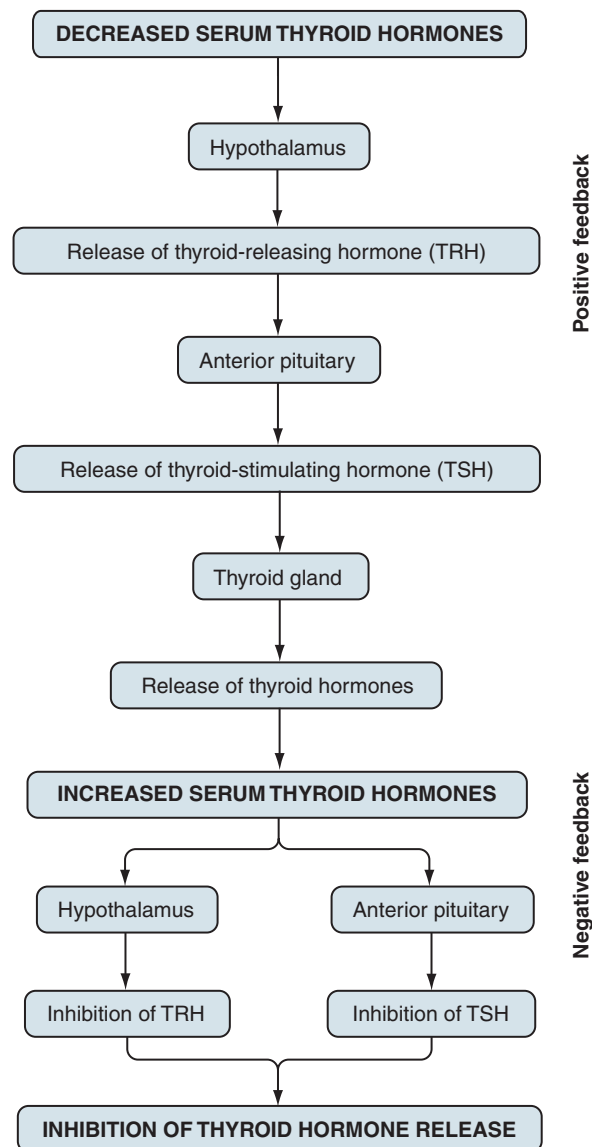 DECREASED SERUM THYROID HORMONES
Hypothalamus
Release of thyroid-releasing hormone (TRH)
Anterior pituitary
Release of thyroid-stimulating hormone (TSH)
Thyroid gland
Release of thyroid hormones
Positive feedback
INCREASED SERUM THYROID HORMONES
Hypothalamus
Anterior pituitary
Inhibition of TRH
Inhibition of TSH
INHIBITION OF THYROID HORMONE RELEASE
Negative feedback